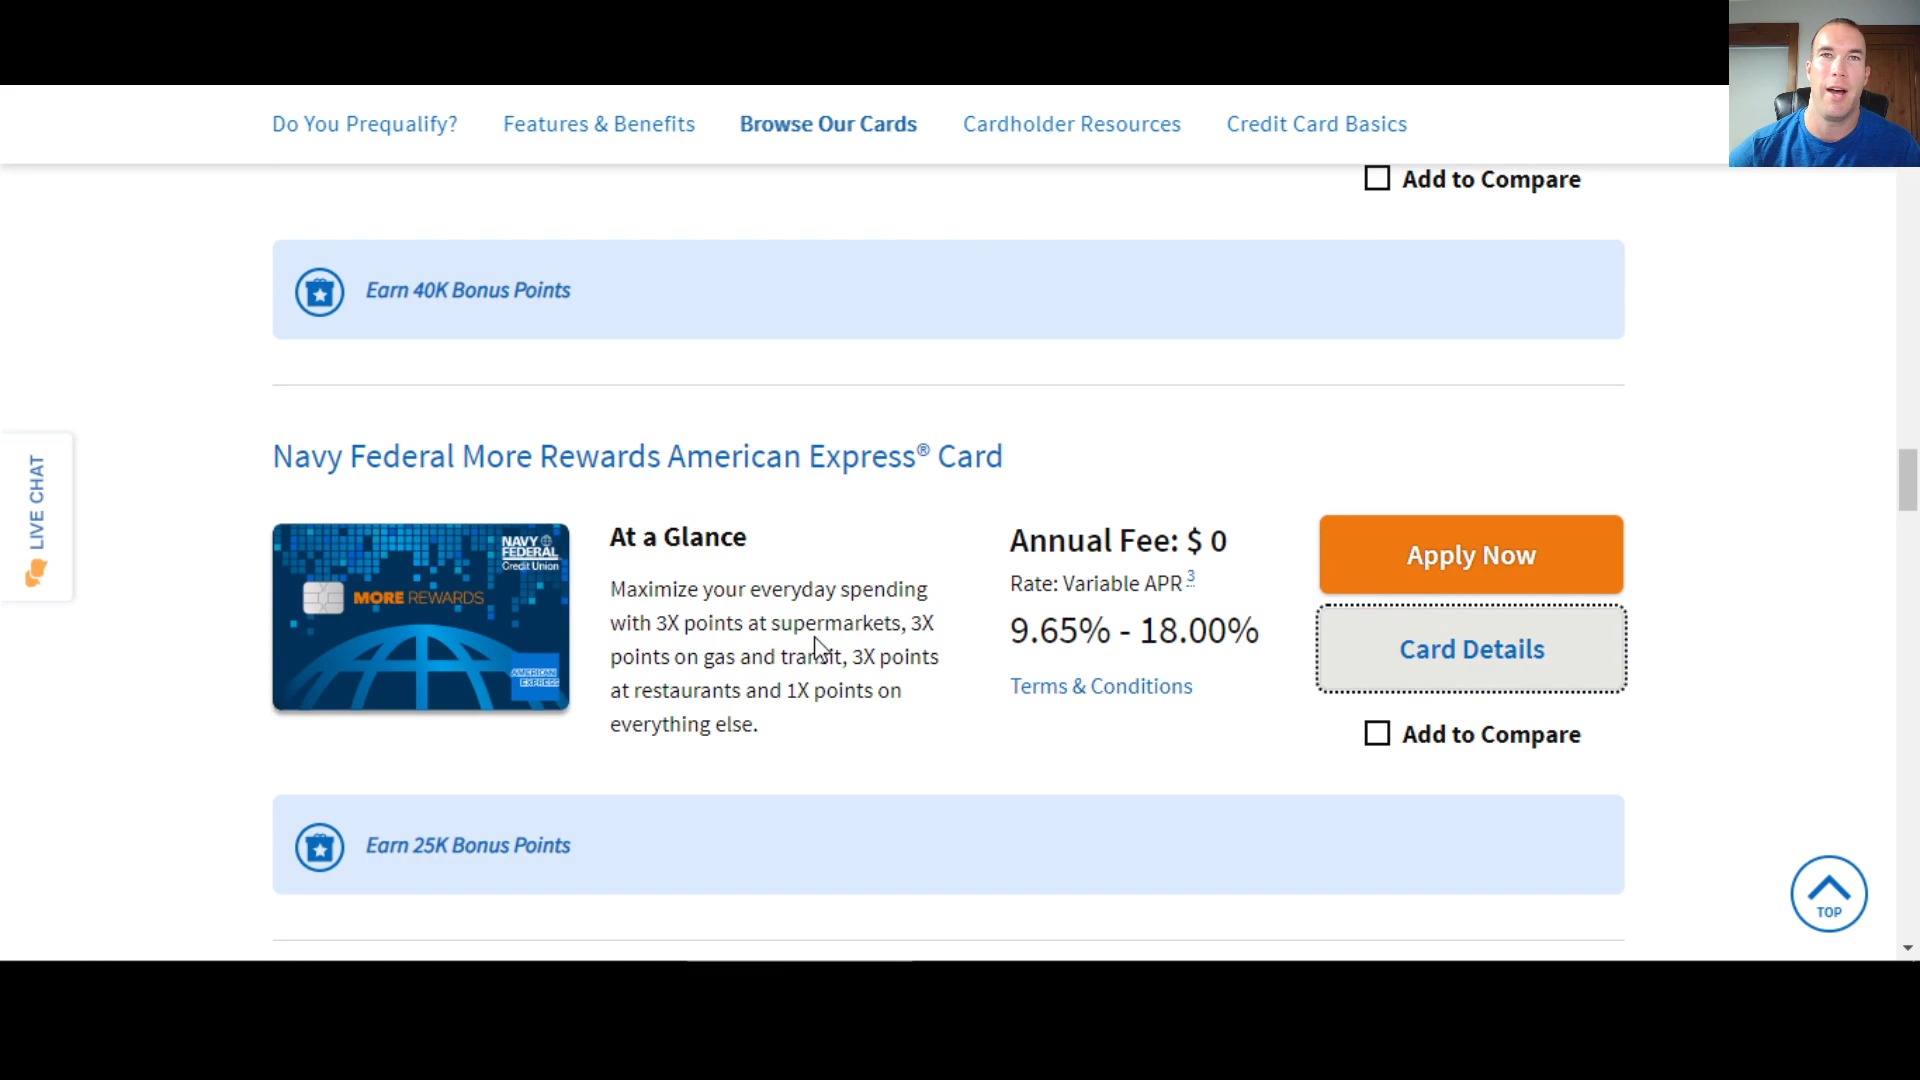 Do You Prequalify?
Features & Benefits
Browse Our Cards
Cardholder Resources
Credit Card Basics
Add to Compare
Earn 40K Bonus Points
LIVE CHAT
Navy Federal More Rewards American Express® Card
NAVY
FEDERAL
Credit Union
MORE REWARDS
AMERICAN
EXPRESS
At a Glance
Maximize your everyday spending
with 3X points at supermarkets, 3X
points on gas and transit, 3X points
at restaurants and 1X points on
everything else.
Annual Fee: $ 0
Rate: Variable APR 3
9.65% - 18.00%
Terms & Conditions
Apply Now
Card Details
Add to Compare
Earn 25K Bonus Points
TOP